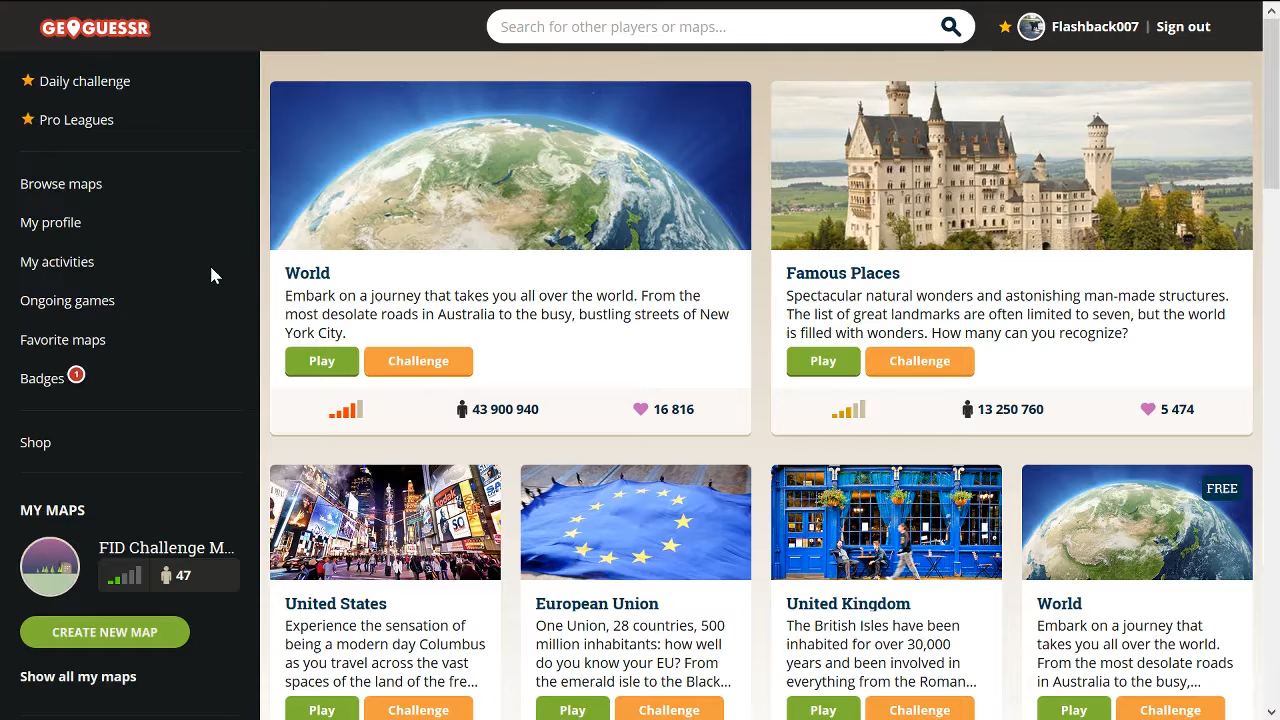 GEOGUESSR
Search for other players or maps...
Flashback007 | Sign out
Daily challenge
Pro Leagues
Browse maps
My profile
My activities
Ongoing games
Favorite maps
Badges 1
Shop
MY MAPS
FID Challenge M...
47
CREATE NEW MAP
Show all my maps
World
Embark on a journey that takes you all over the world. From the
most desolate roads in Australia to the busy, bustling streets of New
York City.
Play Challenge
43 900 940 16 816
Famous Places
Spectacular natural wonders and astonishing man-made structures.
The list of great landmarks are often limited to seven, but the world
is filled with wonders. How many can you recognize?
Play Challenge
13 250 760 5 474
Kodak
50
United States
Experience the sensation of
being a modern day Columbus
as you travel across the vast
spaces of the land of the fre...
Play Challenge
European Union
One Union, 28 countries, 500
million inhabitants: how well
do you know your EU? From
the emerald isle to the Black...
Play Challenge
United Kingdom
The British Isles have been
inhabited for over 30,000
years and been involved in
everything from the Roman...
Play Challenge
FREE
World
Embark on a journey that
takes you all over the world.
From the most desolate roads
in Australia to the busy,...
Play Challenge